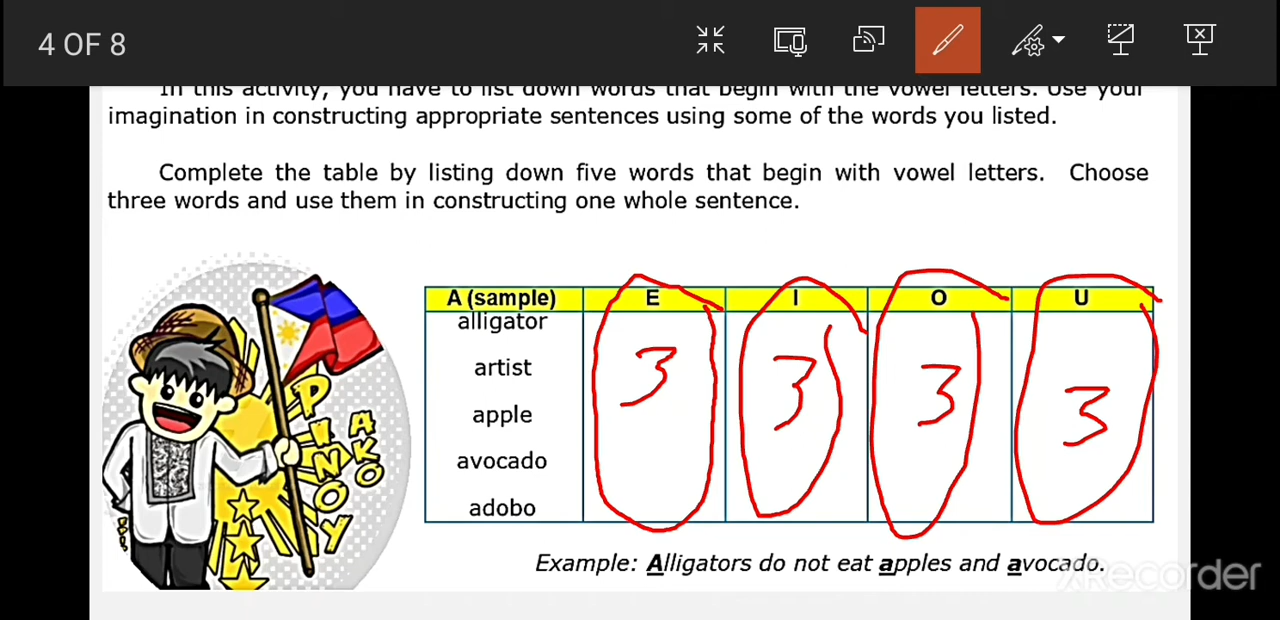 4 OF 8
In this activity, you have to list down words that begin with the vowel letters. Use your
imagination in constructing appropriate sentences using some of the words you listed.
Complete the table by listing down five words that begin with vowel letters. Choose
three words and use them in constructing one whole sentence.
A (sample) E I O U
alligator
artist
apple
avocado
adobo
3 3 3 3
PINOY
AKO
Example: Alligators do not eat apples and avocado.
XRecorder